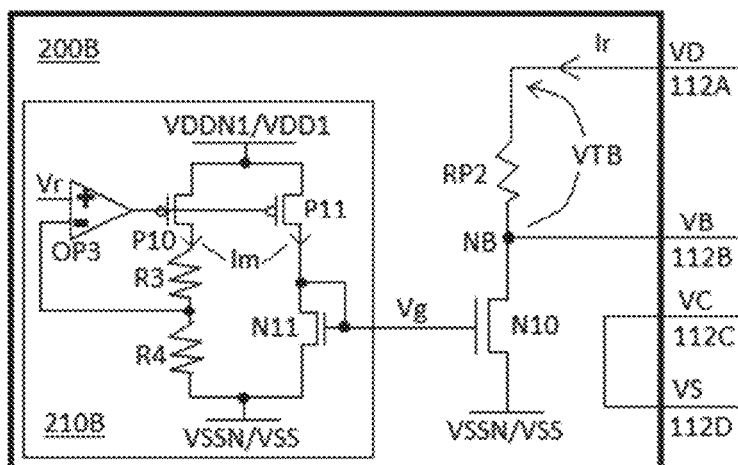 200B
Ir
VD
112A
VDDN1/VDD1
VTB
RP2
Vr
+
-
OP3
P10
P11
Im
R3
NB
VB
112B
N11
Vg
N10
VC
112C
R4
VS
112D
210B
VSSN/VSS
VSSN/VSS